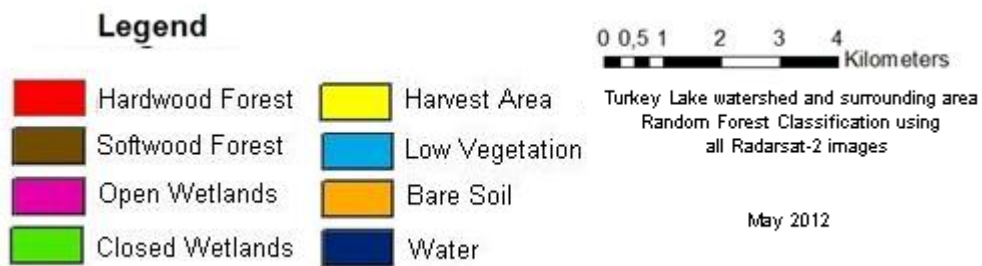 Legend
Hardwood Forest
Softwood Forest
Open Wetlands
Closed Wetlands
Harvest Area
Low Vegetation
Bare Soil
Water
0 0,5 1 2 3 4
Kilometers
Turkey Lake watershed and surrounding area
Random Forest Classification using
all Radarsat-2 images
May 2012